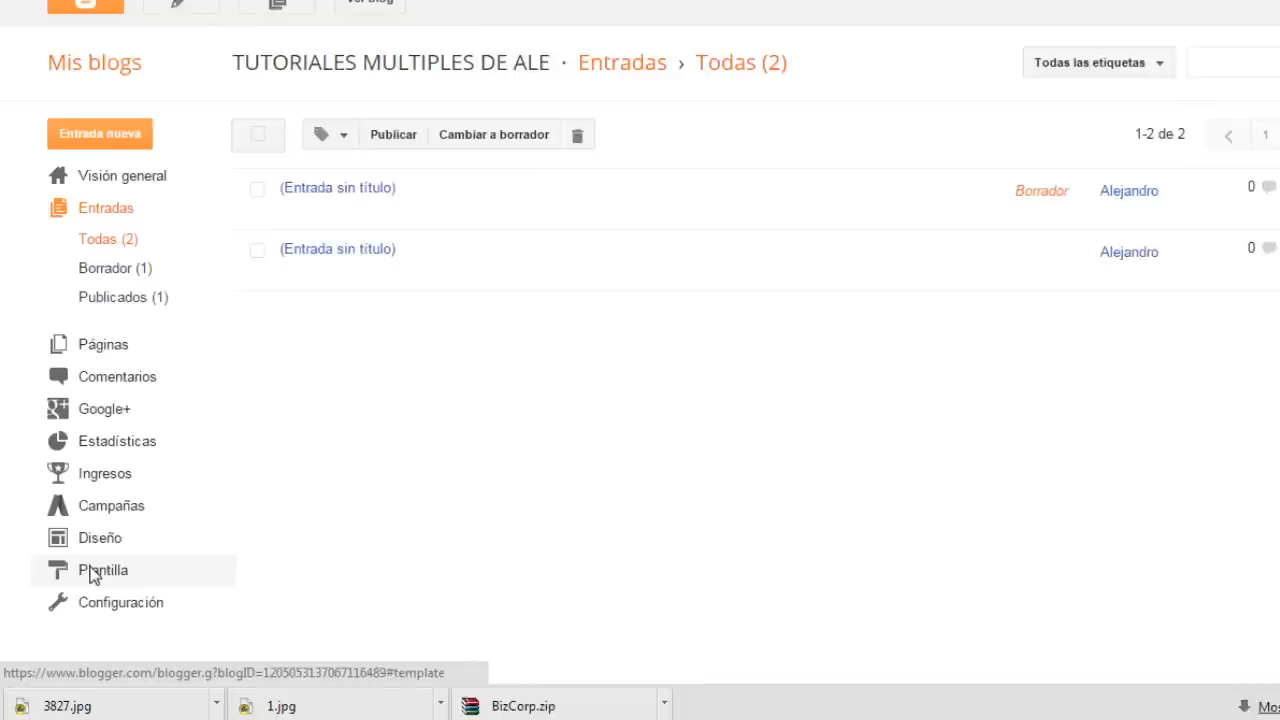 Ver blog
Mis blogs
TUTORIALES MULTIPLES DE ALE · Entradas › Todas (2)
Todas las etiquetas
Entrada nueva
Publicar
Cambiar a borrador
1-2 de 2
1
Visión general
(Entrada sin título)
Borrador
Alejandro
0
Entradas
Todas (2)
(Entrada sin título)
Alejandro
0
Borrador (1)
Publicados (1)
Páginas
Comentarios
Google+
Estadísticas
Ingresos
Campañas
Diseño
Plantilla
Configuración
https://www.blogger.com/blogger.g?blogID=1205053137067116489#template
3827.jpg
1.jpg
BizCorp.zip